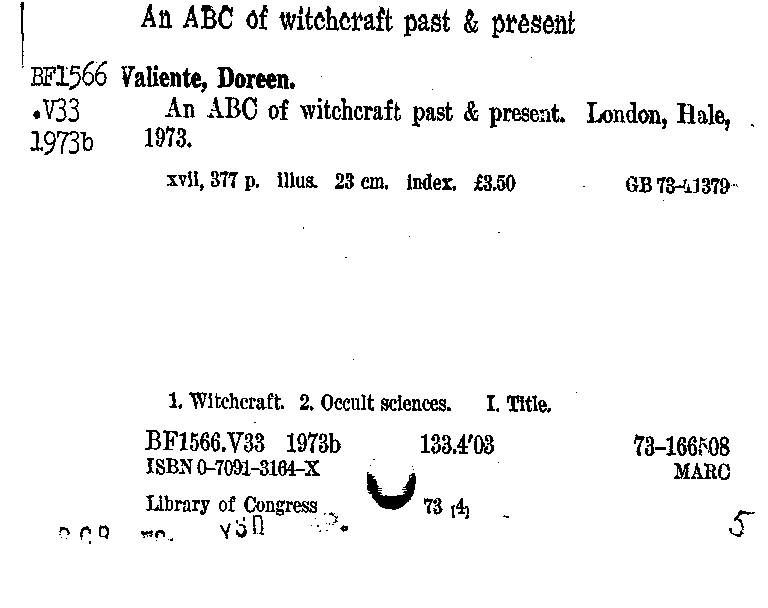 An ABC of witchcraft past & present
BF1566 Valiente, Doreen.
.V33 An ABC of witchcraft past & present. London, Hale,
1973b 1973.
xvii, 377 p. illus. 23 cm. index. £3.50 GB 73-41379
1. Witchcraft. 2. Occult sciences. I. Title.
BF1566.V33 1973b 133.4'03 73-166508
ISBN 0-7091-3164-X MARC
Library of Congress 73 [4]
5